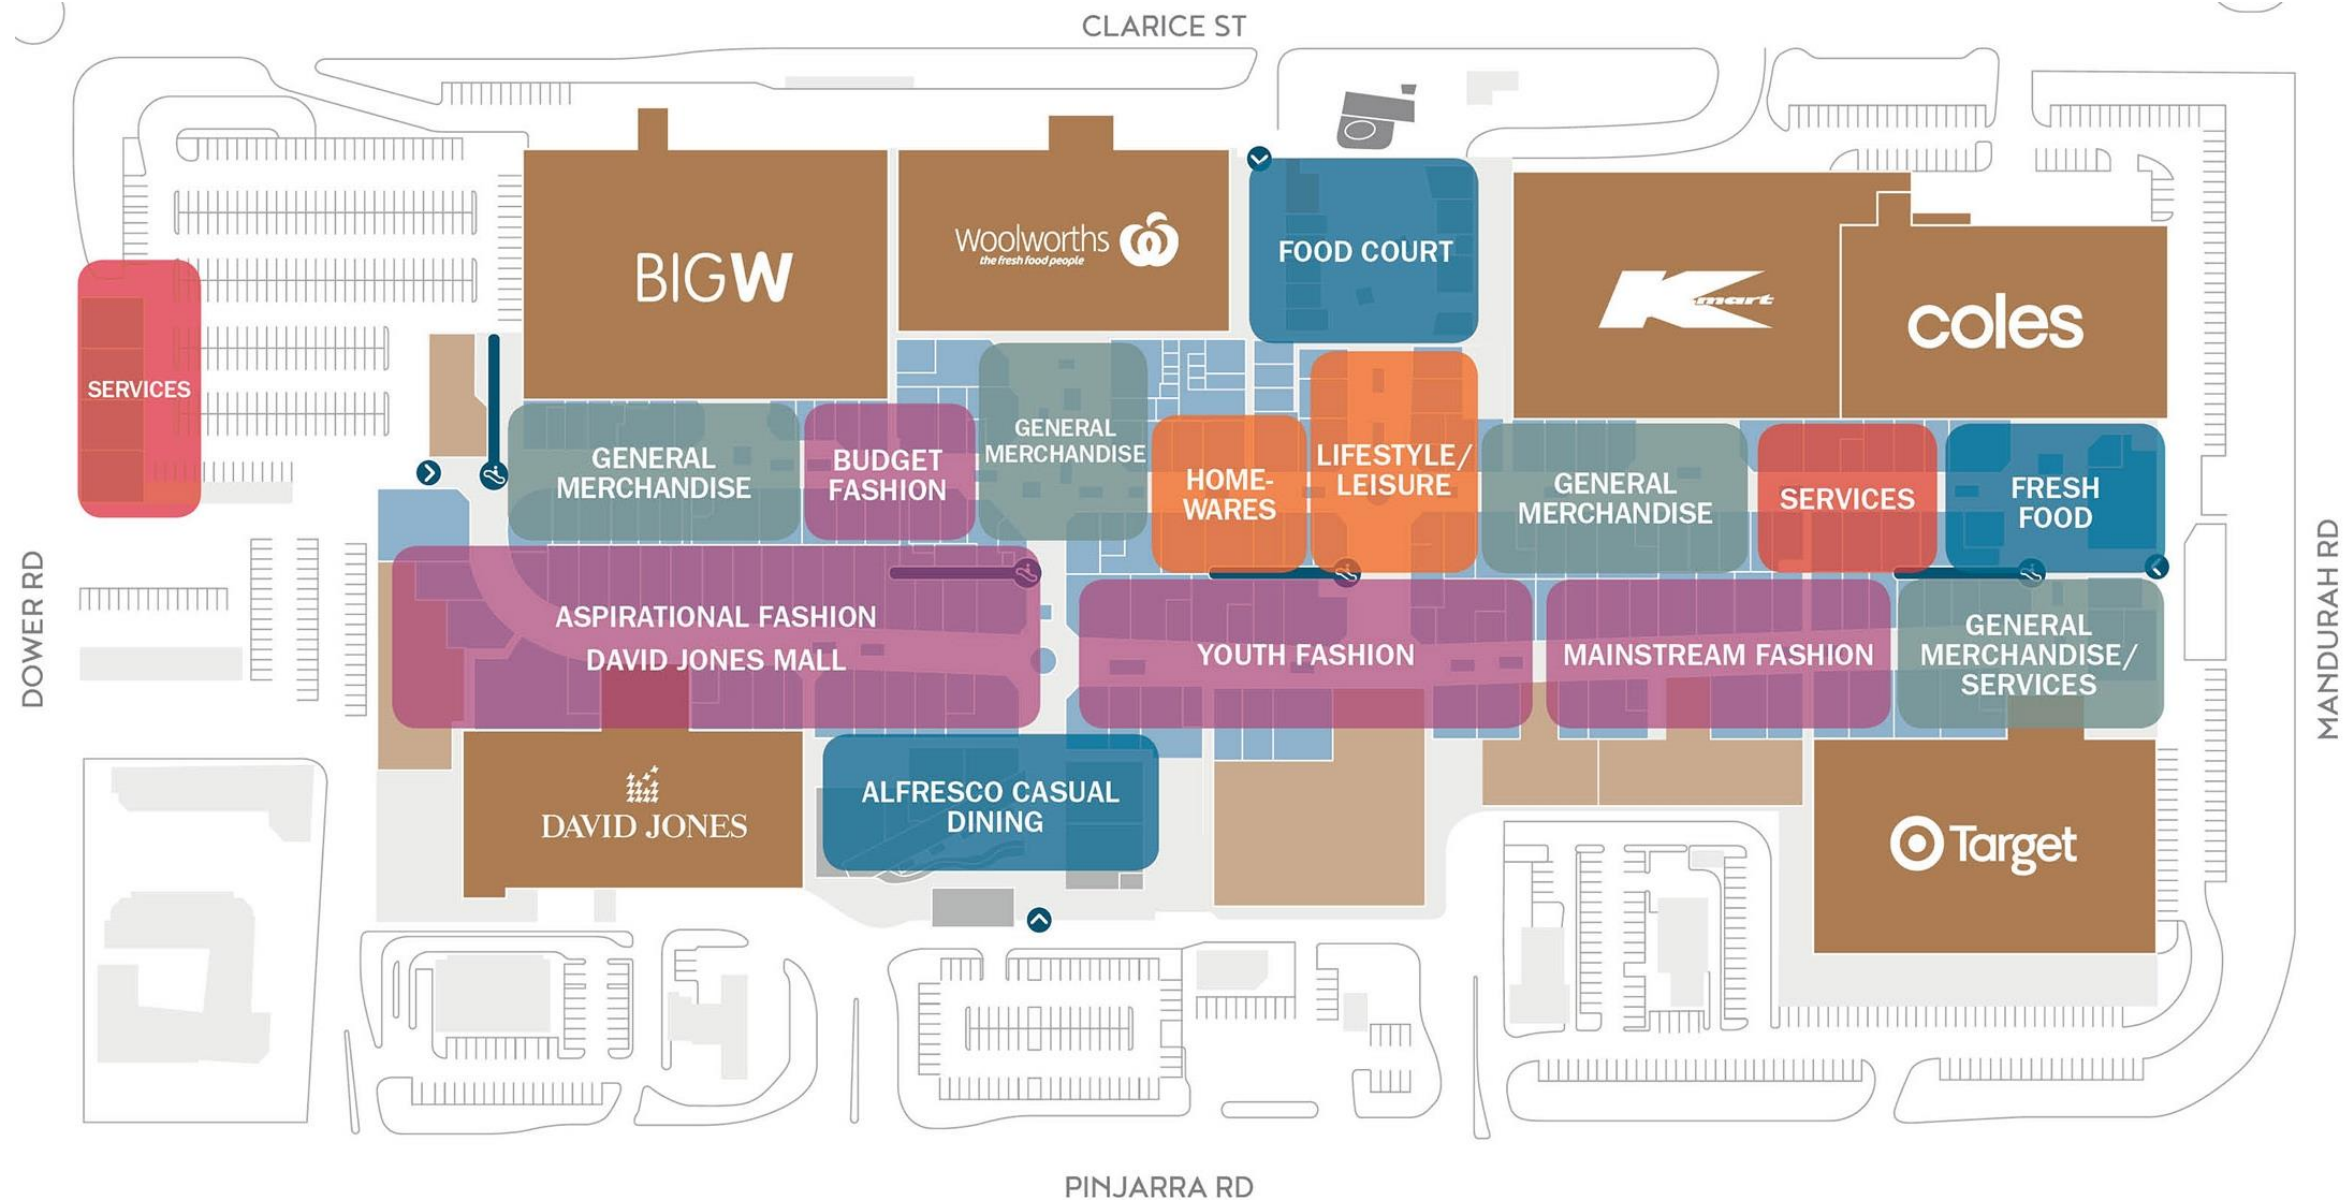 CLARICE ST
BIGW
Woolworths
the fresh food people
FOOD COURT
Kmart
coles
SERVICES
GENERAL
MERCHANDISE
BUDGET
FASHION
GENERAL
MERCHANDISE
HOME-
WARES
LIFESTYLE/
LEISURE
GENERAL
MERCHANDISE
SERVICES
FRESH
FOOD
DOWER RD
ASPIRATIONAL FASHION
DAVID JONES MALL
YOUTH FASHION
MAINSTREAM FASHION
GENERAL
MERCHANDISE/
SERVICES
MANDURAH RD
DAVID JONES
ALFRESCO CASUAL
DINING
Target
PINJARRA RD